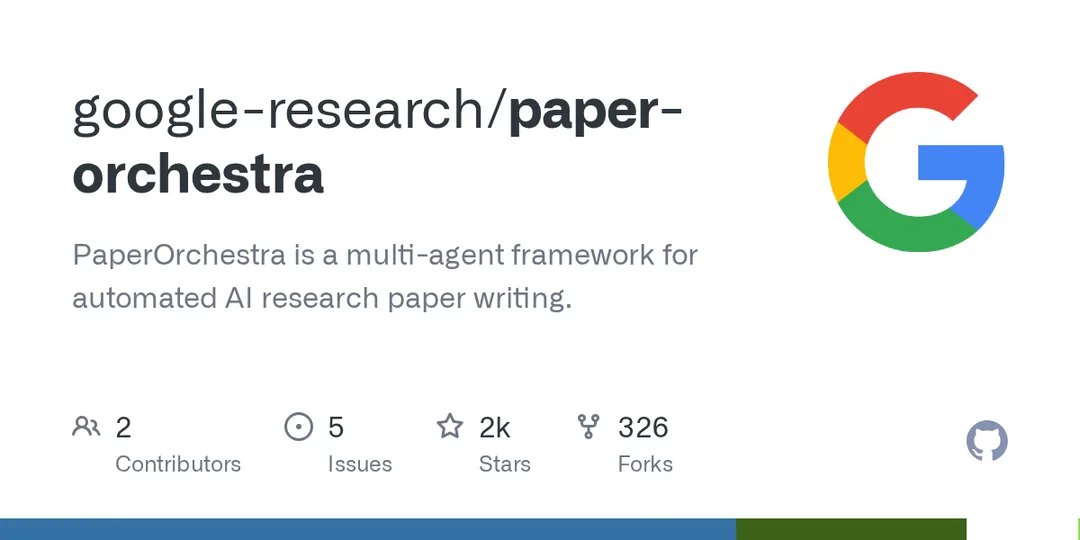 google-research/paper-
orchestra
PaperOrchestra is a multi-agent framework for
automated AI research paper writing.
2 5 2k 326
Contributors Issues Stars Forks